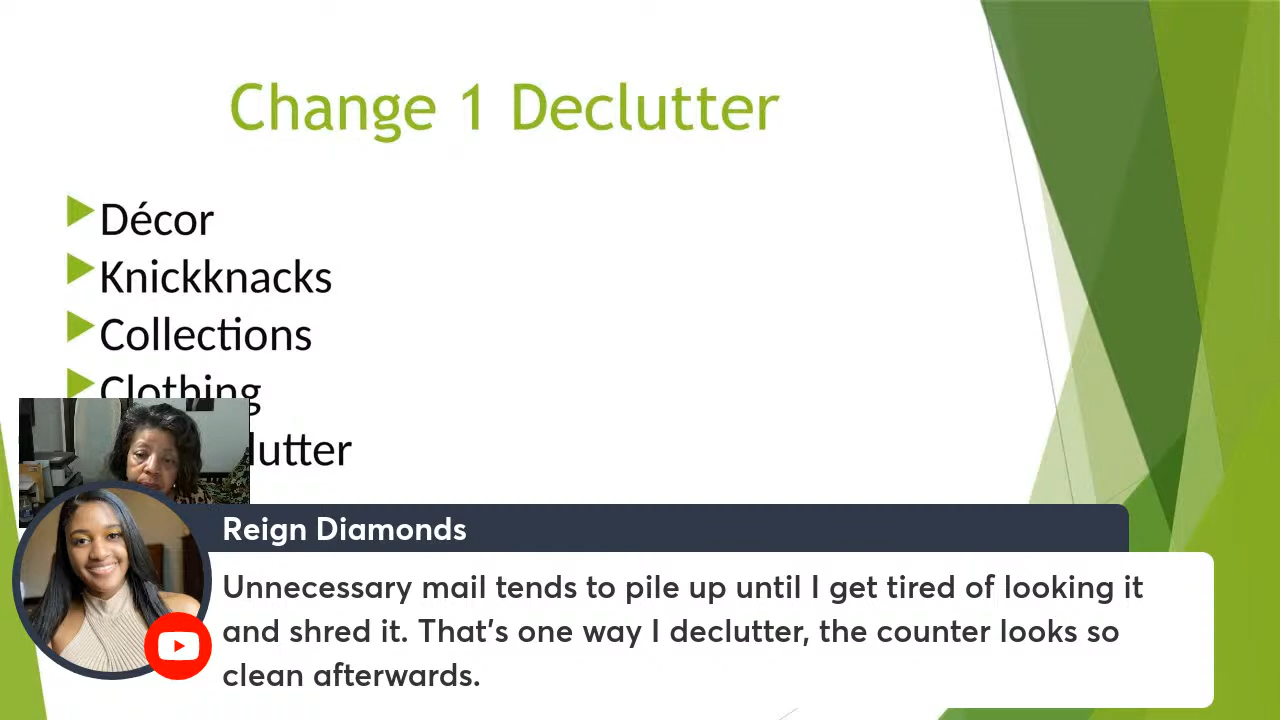 Change 1 Declutter
Décor
Knickknacks
Collections
Clothing
lutter
Reign Diamonds
Unnecessary mail tends to pile up until I get tired of looking it
and shred it. That's one way I declutter, the counter looks so
clean afterwards.